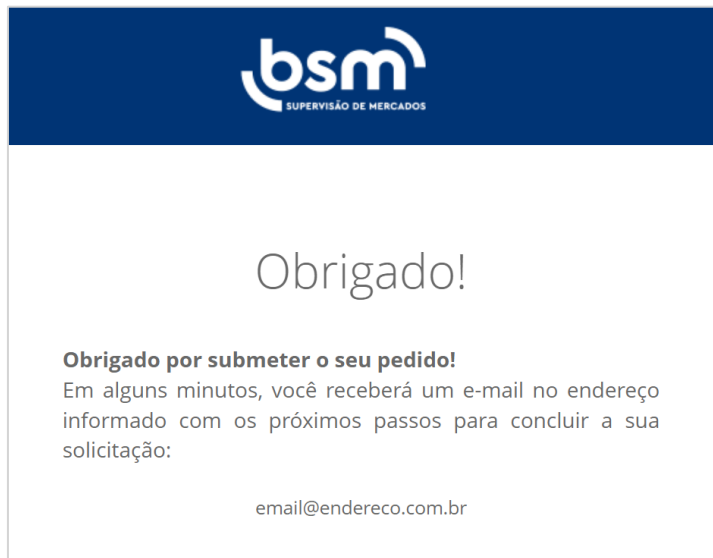 bsm
SUPERVISÃO DE MERCADOS
Obrigado!
Obrigado por submeter o seu pedido!
Em alguns minutos, você receberá um e-mail no endereço
informado com os próximos passos para concluir a sua
solicitação:
email@endereco.com.br